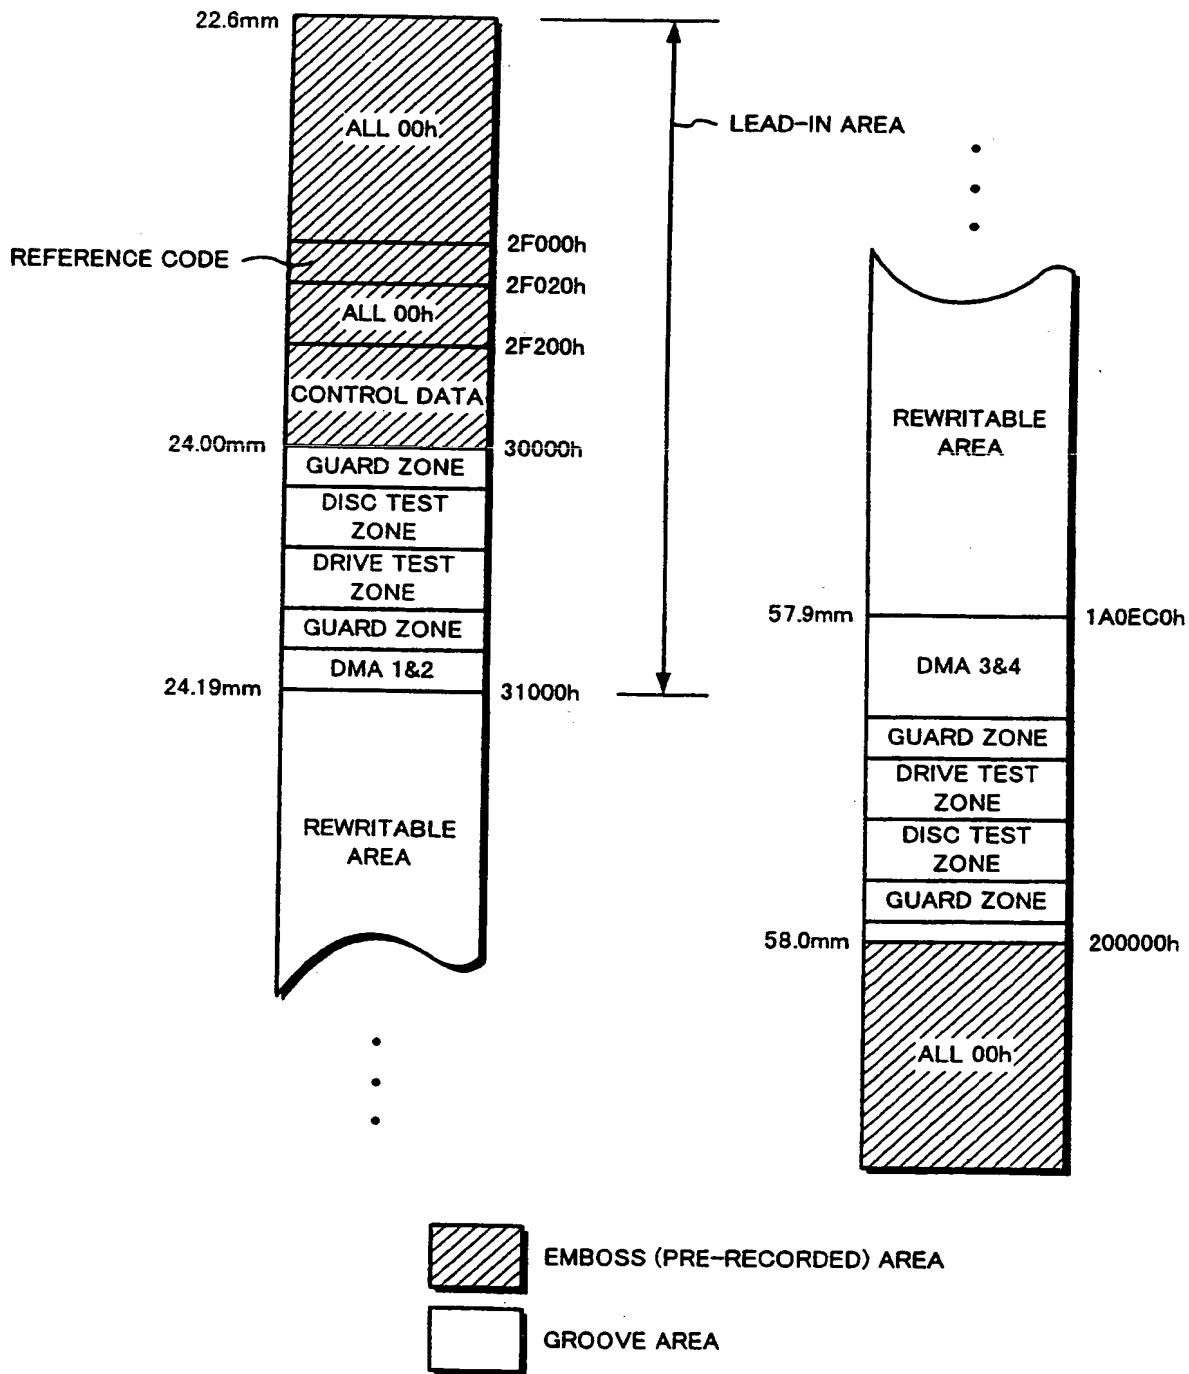 22.6mm
ALL 00h
LEAD-IN AREA
2F000h
REFERENCE CODE
2F020h
ALL 00h
2F200h
CONTROL DATA
24.00mm
30000h
GUARD ZONE
DISC TEST
ZONE
DRIVE TEST
ZONE
GUARD ZONE
DMA 1&2
24.19mm
31000h
REWRITABLE
AREA
REWRITABLE
AREA
57.9mm
1A0EC0h
DMA 3&4
GUARD ZONE
DRIVE TEST
ZONE
DISC TEST
ZONE
GUARD ZONE
58.0mm
200000h
ALL 00h
EMBOSS (PRE-RECORDED) AREA
GROOVE AREA